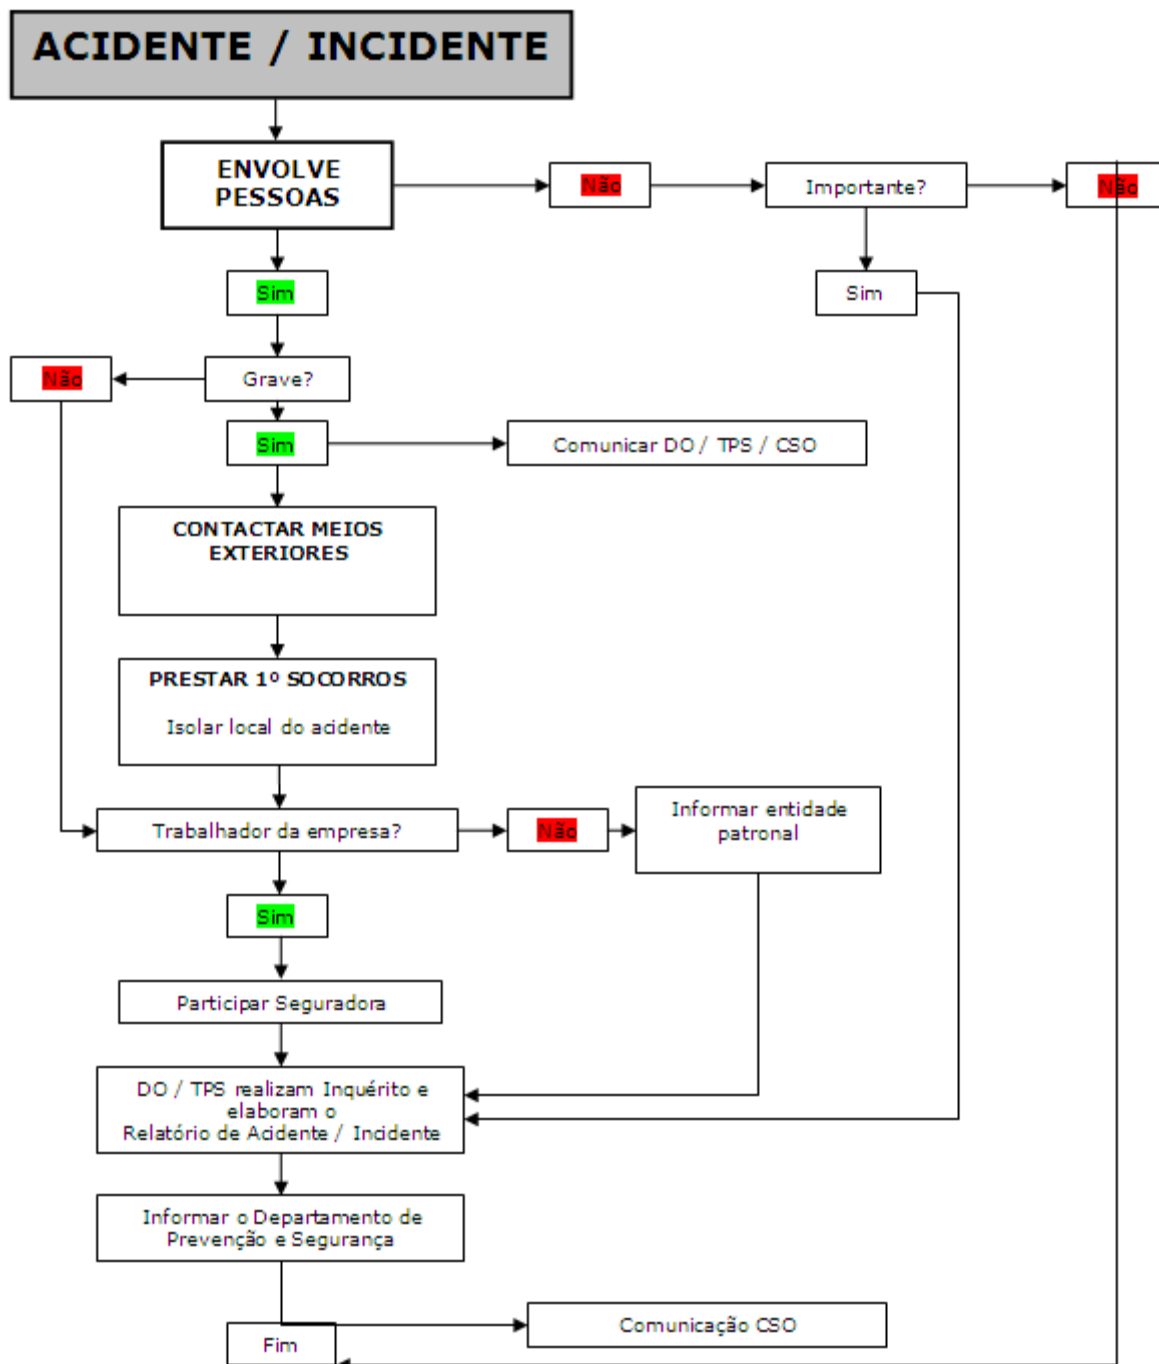 ACIDENTE / INCIDENTE
ENVOLVE
PESSOAS
Não
Importante?
Não
Sim
Sim
Não
Grave?
Sim
Comunicar DO / TPS / CSO
CONTACTAR MEIOS
EXTERIORES
PRESTAR 1º SOCORROS
Isolar local do acidente
Trabalhador da empresa?
Não
Informar entidade
patronal
Sim
Participar Seguradora
DO / TPS realizam Inquérito e
elaboram o
Relatório de Acidente / Incidente
Informar o Departamento de
Prevenção e Segurança
Comunicação CSO
Fim